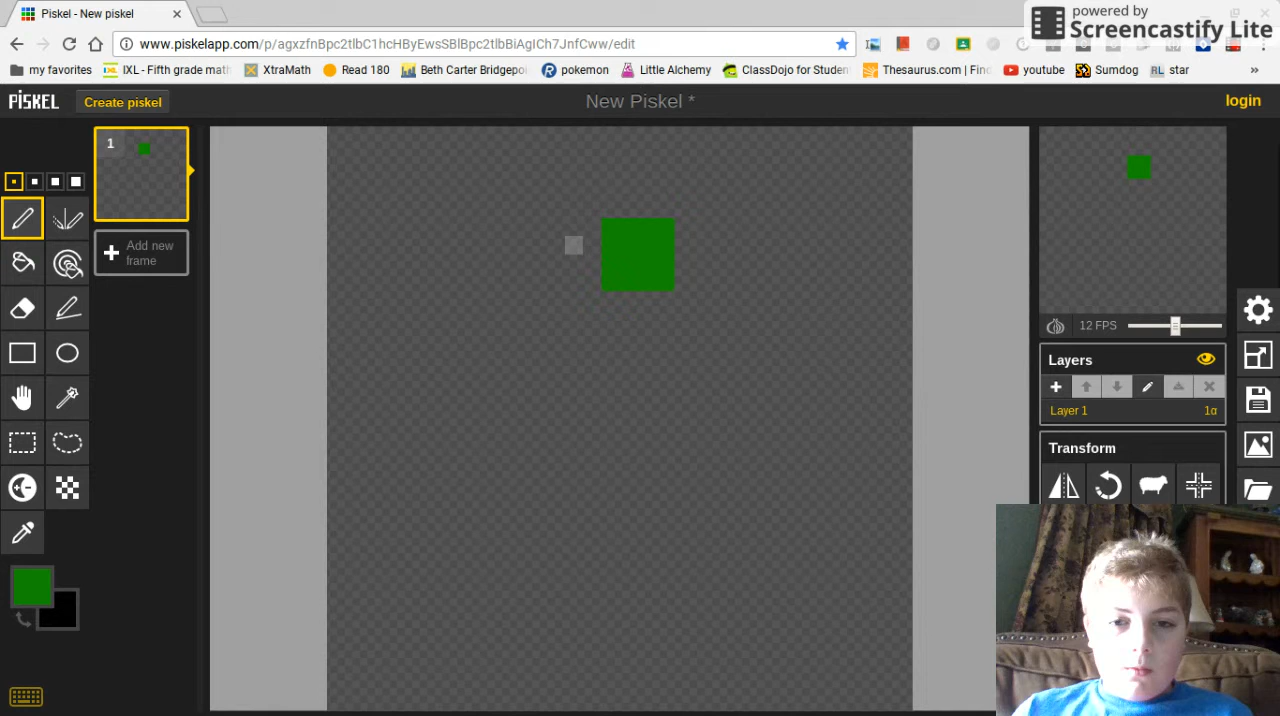 Piskel - New piskel
powered by
Screencastify Lite
www.piskelapp.com/p/agxzfnBpc2tlbC1hcHByEwsSBlBpc2tlbBiAgICh7JnfCww/edit
my favorites IXL - Fifth grade math XtraMath Read 180 Beth Carter Bridgepo pokemon Little Alchemy ClassDojo for Studen Thesaurus.com | Find youtube Sumdog RL star »
PiSKEL Create piskel New Piskel * login
1
Add new
frame
12 FPS
Layers
Layer 1 1α
Transform